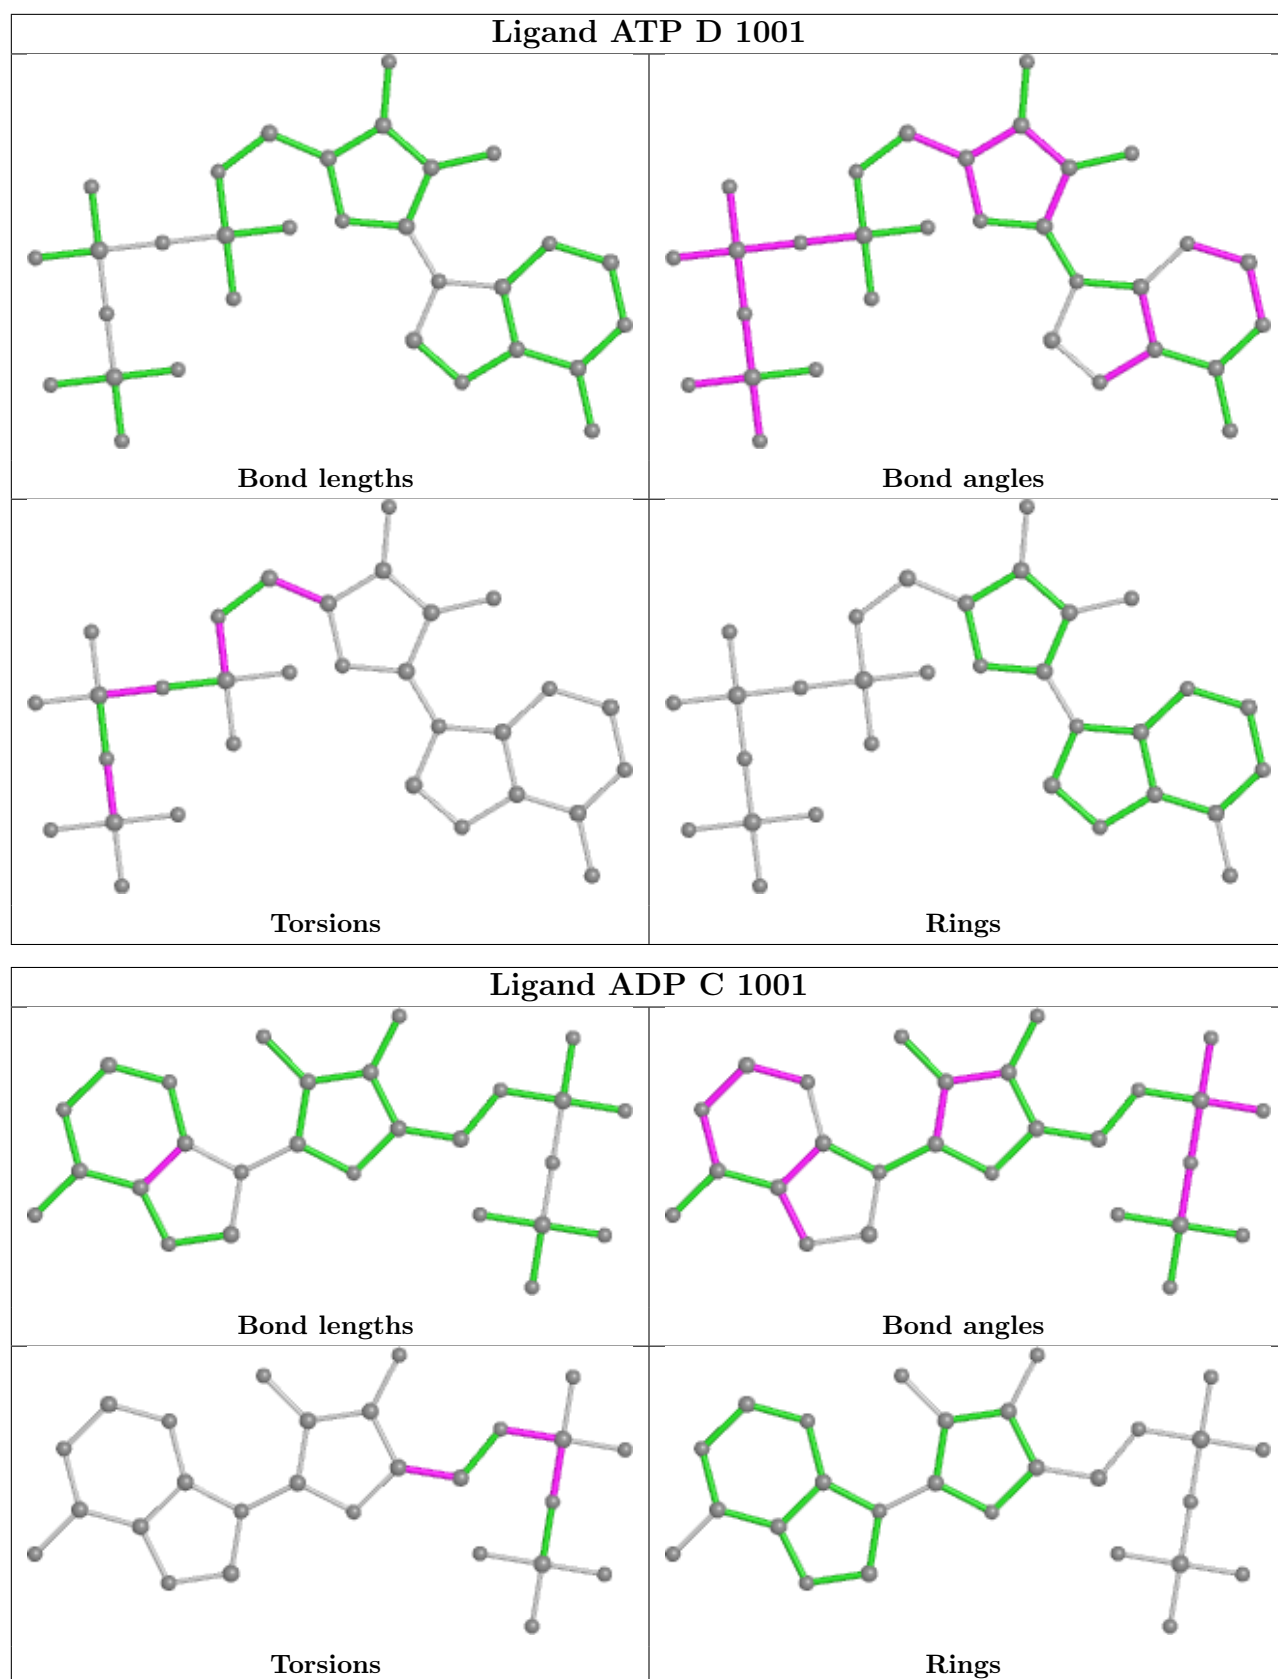 Ligand ATP D 1001
Bond lengths
Bond angles
Torsions
Rings
Ligand ADP C 1001
Bond lengths
Bond angles
Torsions
Rings